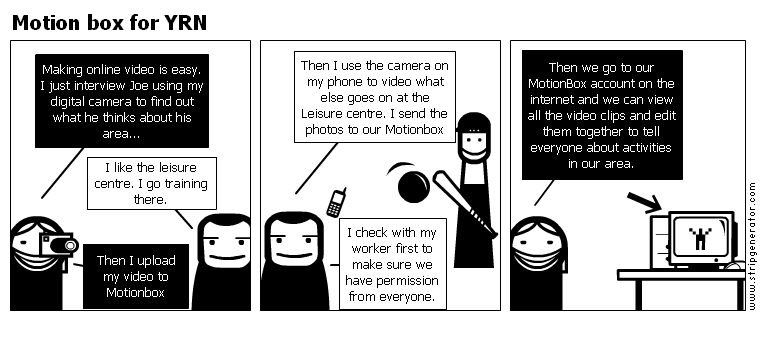 Motion box for YRN
Making online video is easy.
I just interview Joe using my
digital camera to find out
what he thinks about his
area...
I like the leisure
centre. I go training
there.
Then I upload
my video to
Motionbox
Then I use the camera on
my phone to video what
else goes on at the
Leisure centre. I send the
photos to our Motionbox
I check with my
worker first to
make sure we
have permission
from everyone.
Then we go to our
MotionBox account on the
internet and we can view
all the video clips and edit
them together to tell
everyone about activities
in our area.
www.stripgenerator.com